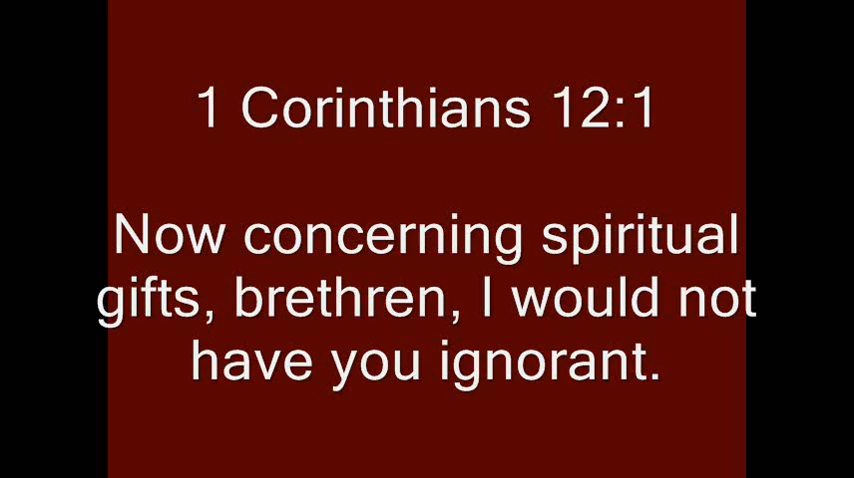 1 Corinthians 12:1
Now concerning spiritual
gifts, brethren, I would not
have you ignorant.